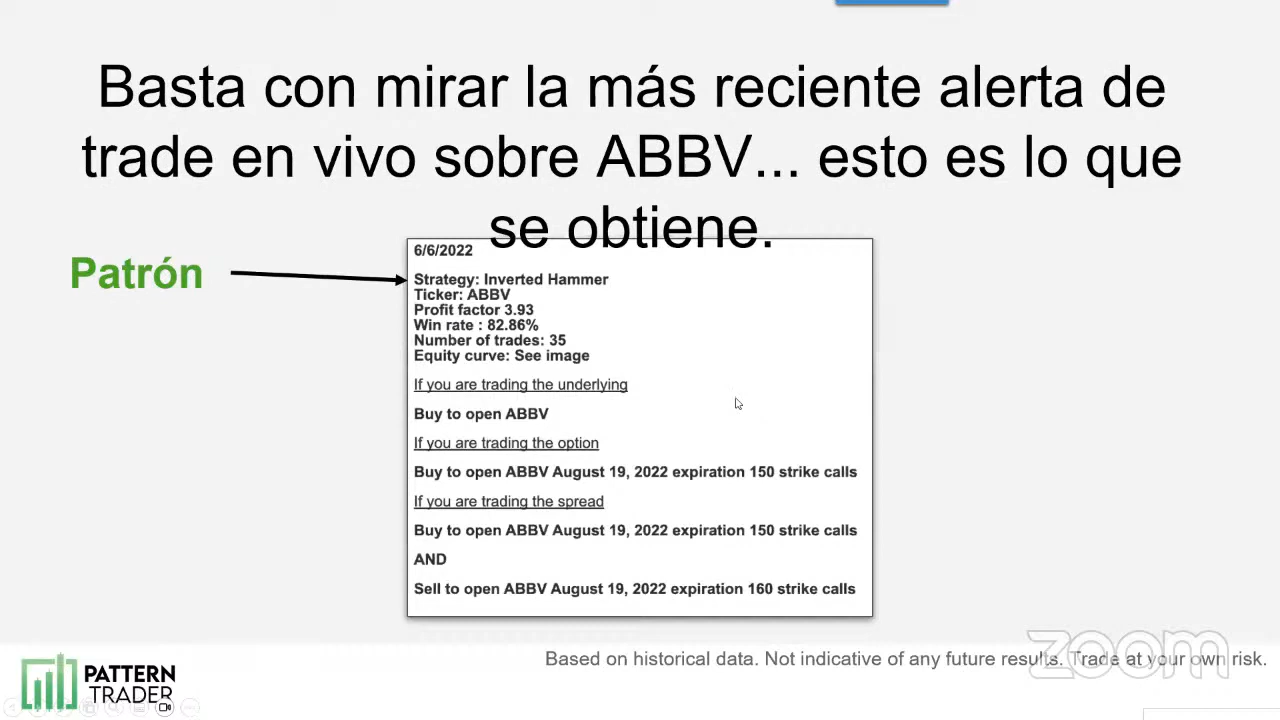 Basta con mirar la más reciente alerta de
trade en vivo sobre ABBV... esto es lo que
se obtiene.
Patrón
6/6/2022
Strategy: Inverted Hammer
Ticker: ABBV
Profit factor 3.93
Win rate : 82.86%
Number of trades: 35
Equity curve: See image
If you are trading the underlying
Buy to open ABBV
If you are trading the option
Buy to open ABBV August 19, 2022 expiration 150 strike calls
If you are trading the spread
Buy to open ABBV August 19, 2022 expiration 150 strike calls
AND
Sell to open ABBV August 19, 2022 expiration 160 strike calls
zoom
Based on historical data. Not indicative of any future results. Trade at your own risk.
PATTERN
TRADER